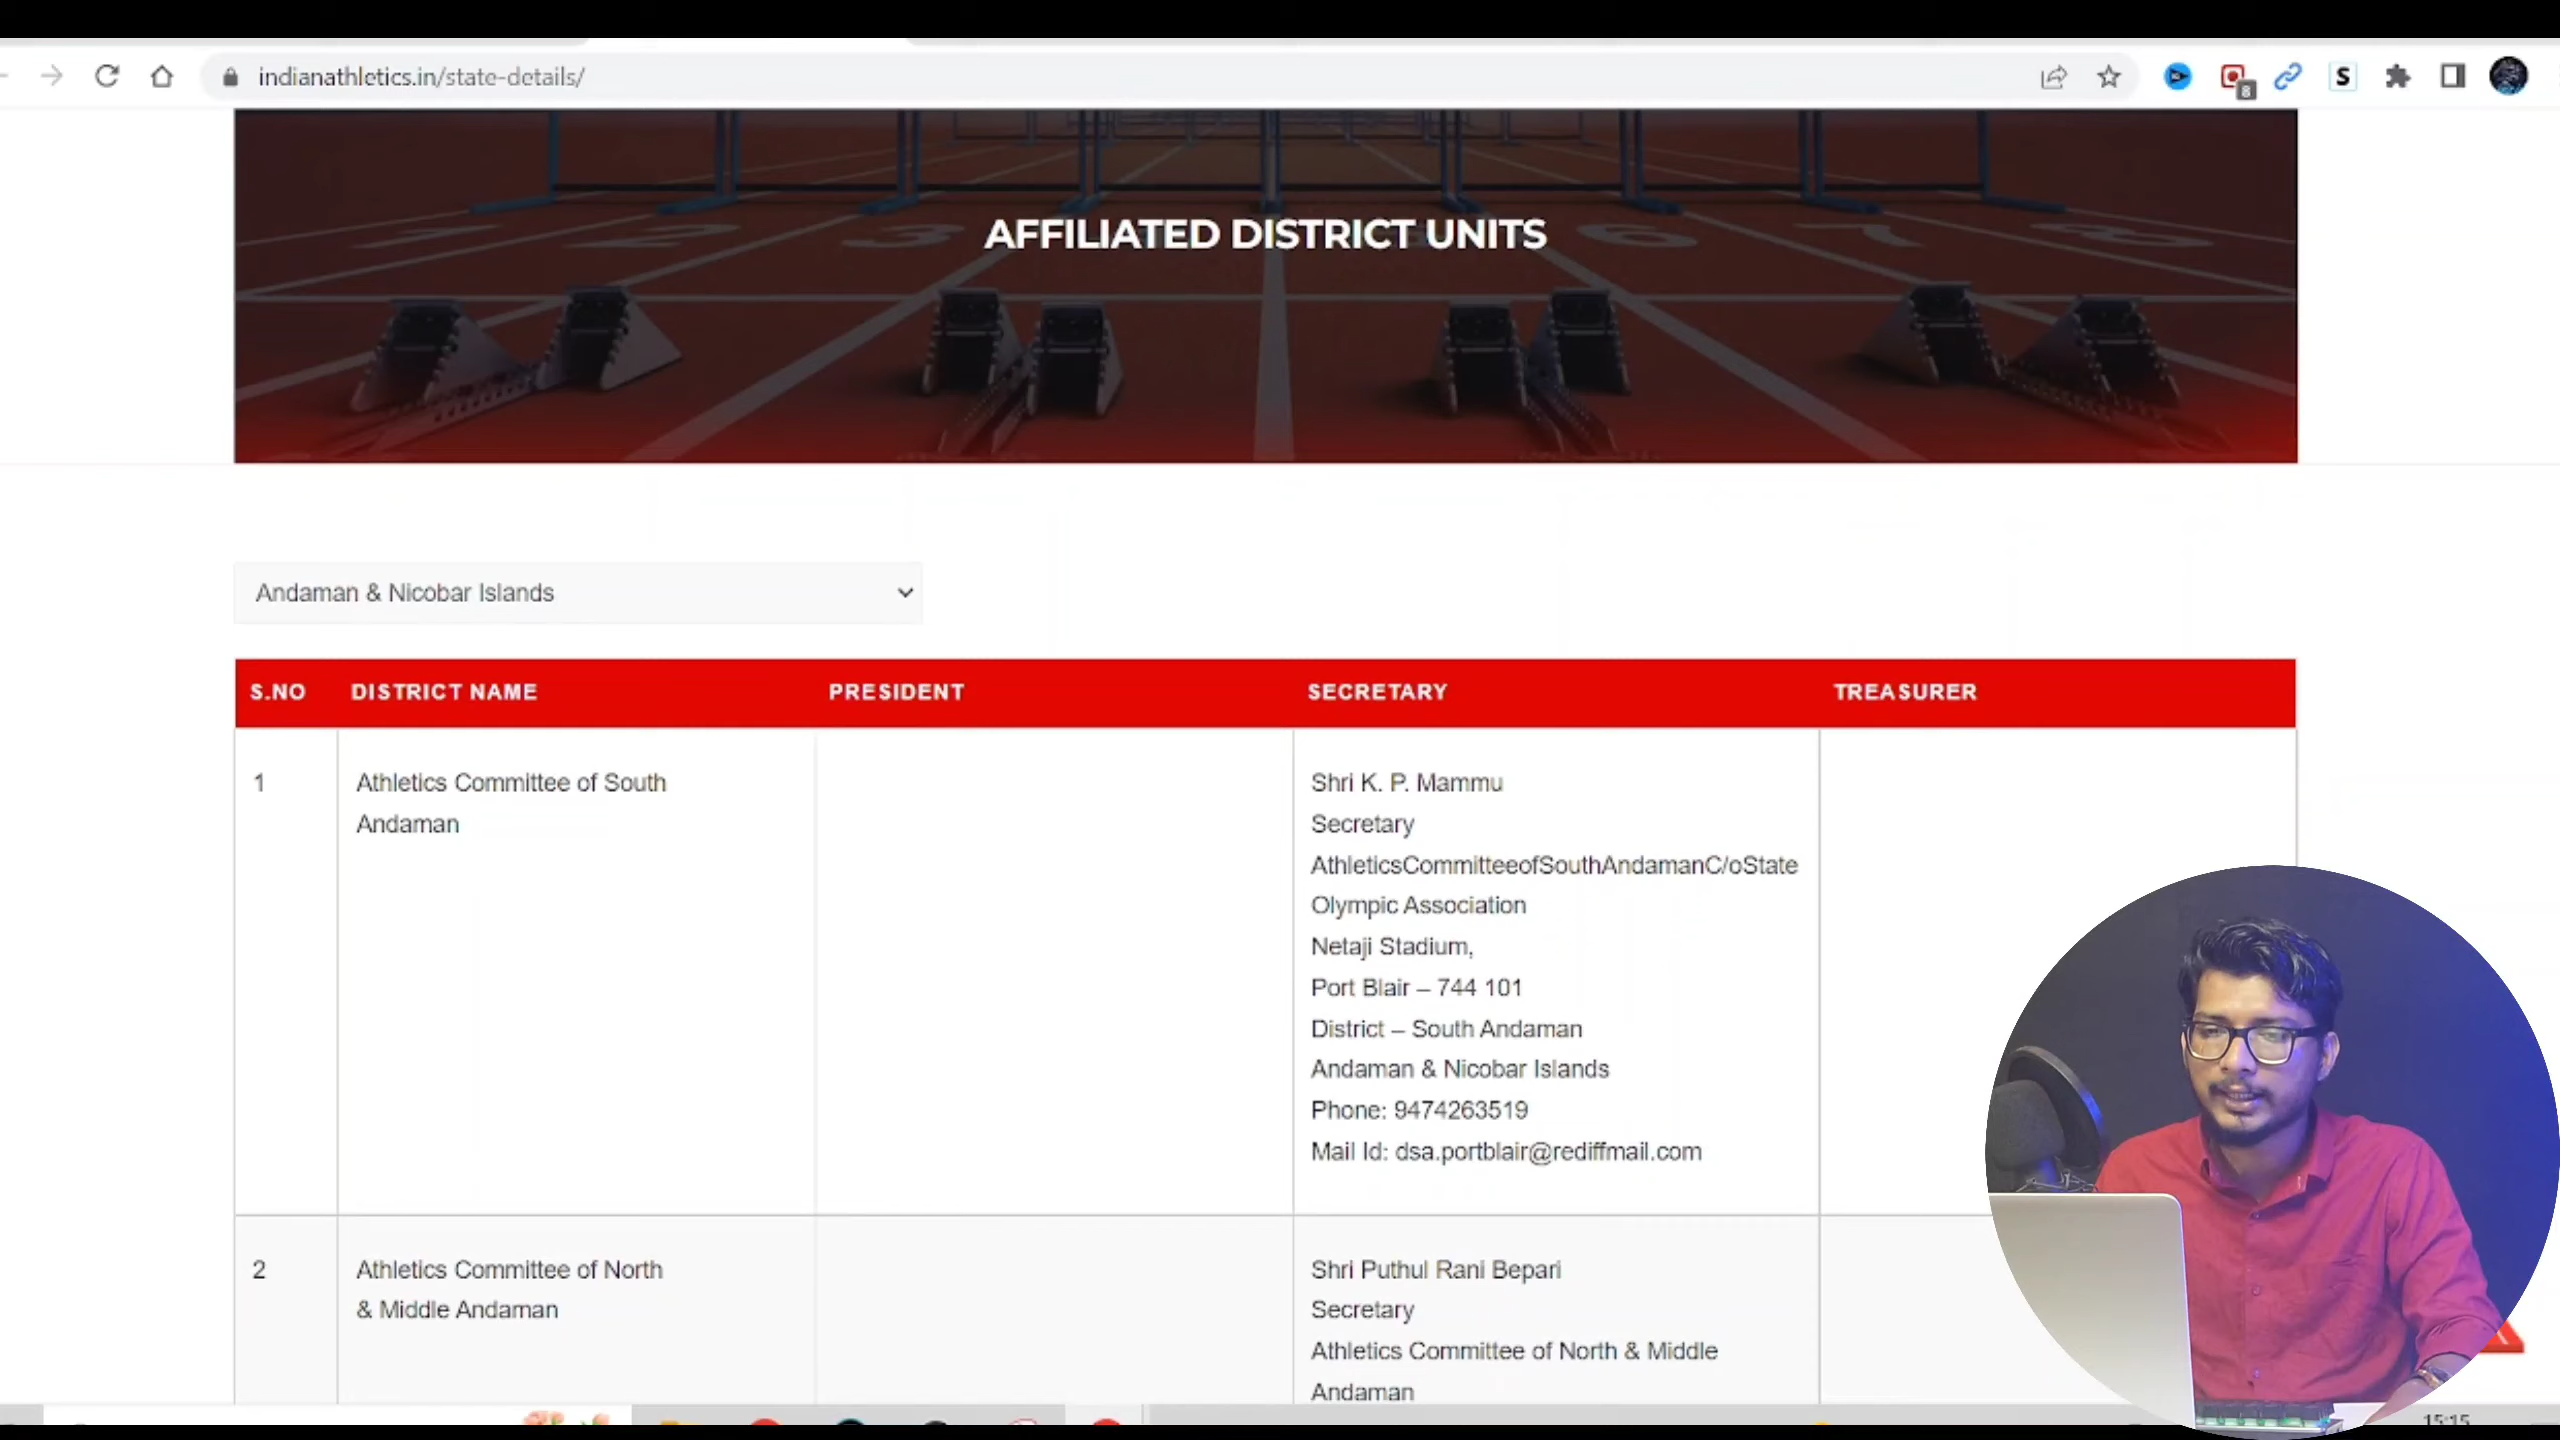 indianathletics.in/state-details/
8
S
AFFILIATED DISTRICT UNITS
Andaman & Nicobar Islands
S.NO DISTRICT NAME PRESIDENT SECRETARY TREASURER
1
Athletics Committee of South
Andaman
Shri K. P. Mammu
Secretary
AthleticsCommitteeofSouthAndamanC/oState
Olympic Association
Netaji Stadium,
Port Blair – 744 101
District – South Andaman
Andaman & Nicobar Islands
Phone: 9474263519
Mail Id: dsa.portblair@rediffmail.com
2
Athletics Committee of North
& Middle Andaman
Shri Puthul Rani Bepari
Secretary
Athletics Committee of North & Middle
Andaman
15:15